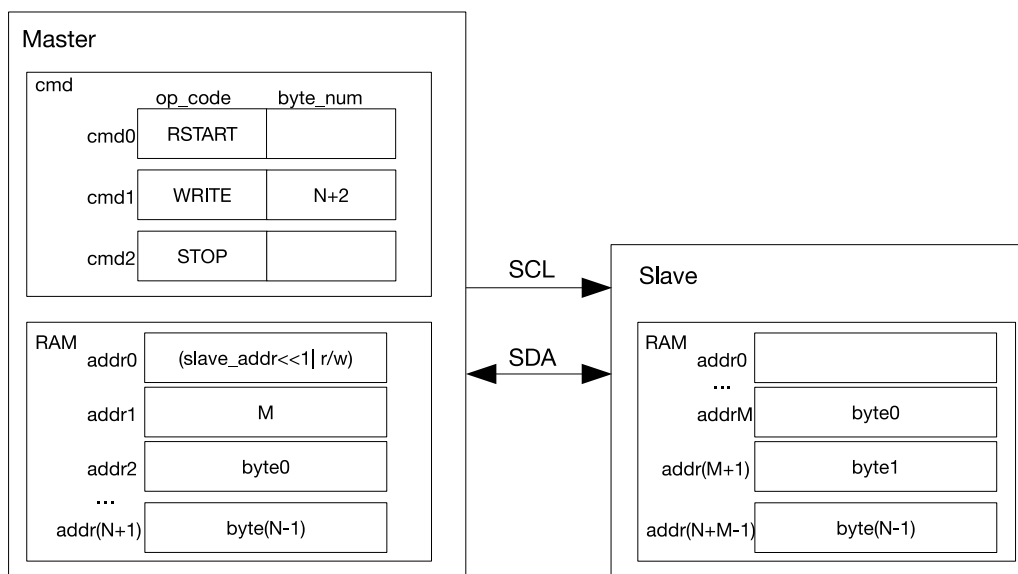 Master
cmd
op_code byte_num
cmd0 RSTART
cmd1 WRITE N+2
cmd2 STOP
RAM
addr0 (slave_addr<<1| r/w)
addr1 M
addr2 byte0
...
addr(N+1) byte(N-1)
SCL
SDA
Slave
RAM
addr0
...
addrM byte0
addr(M+1) byte1
addr(N+M-1) byte(N-1)